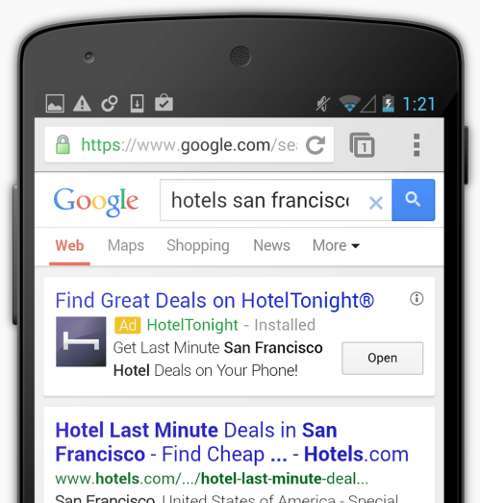 1:21
https://www.google.com/se
1
Google
hotels san francisc
Web Maps Shopping News More
Find Great Deals on HotelTonight®
Ad HotelTonight - Installed
Get Last Minute San Francisco
Hotel Deals on Your Phone!
Open
Hotel Last Minute Deals in San
Francisco - Find Cheap ... - Hotels.com
www.hotels.com/.../hotel-last-minute-deal...
San Francisco, United States of America - Special